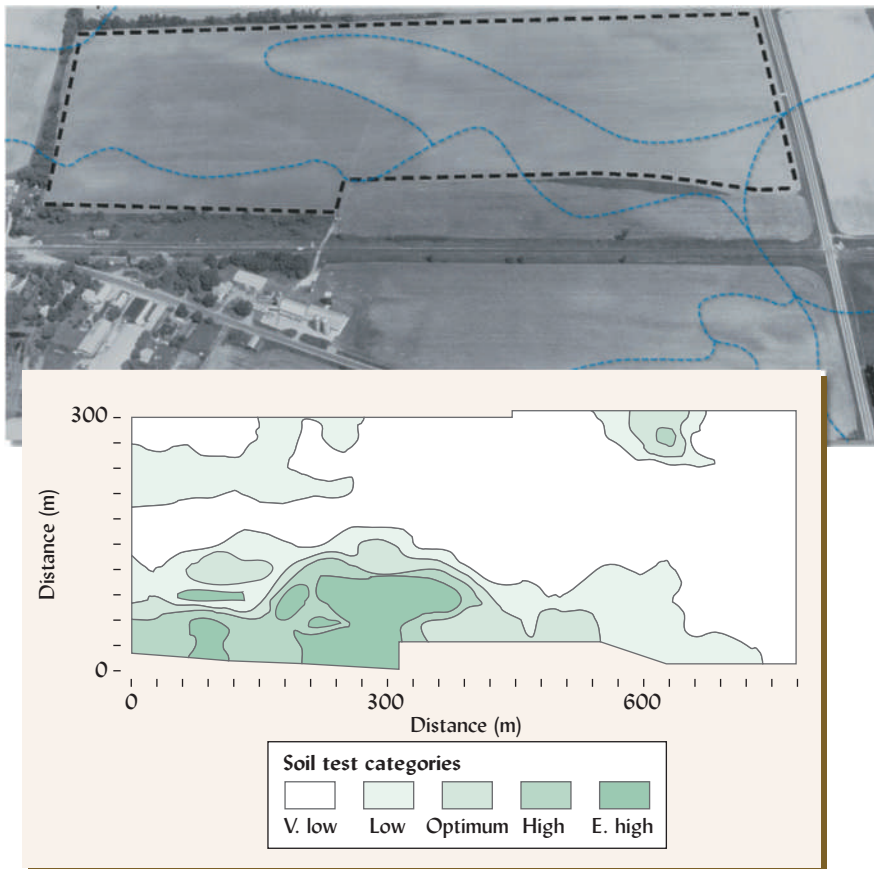 300
Distance (m)
0
0 300 600
Distance (m)
Soil test categories
V. low Low Optimum High E. high